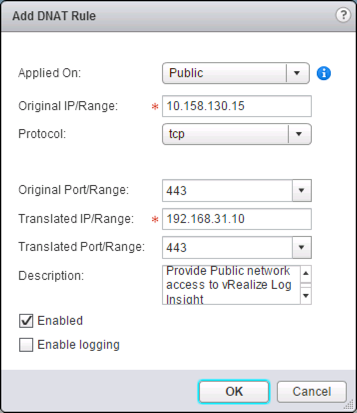 Add DNAT Rule
Applied On: Public
Original IP/Range: * 10.158.130.15
Protocol: tcp
Original Port/Range: 443
Translated IP/Range: * 192.168.31.10
Translated Port/Range: 443
Description: Provide Public network
access to vRealize Log
Insight
Enabled
Enable logging
OK Cancel